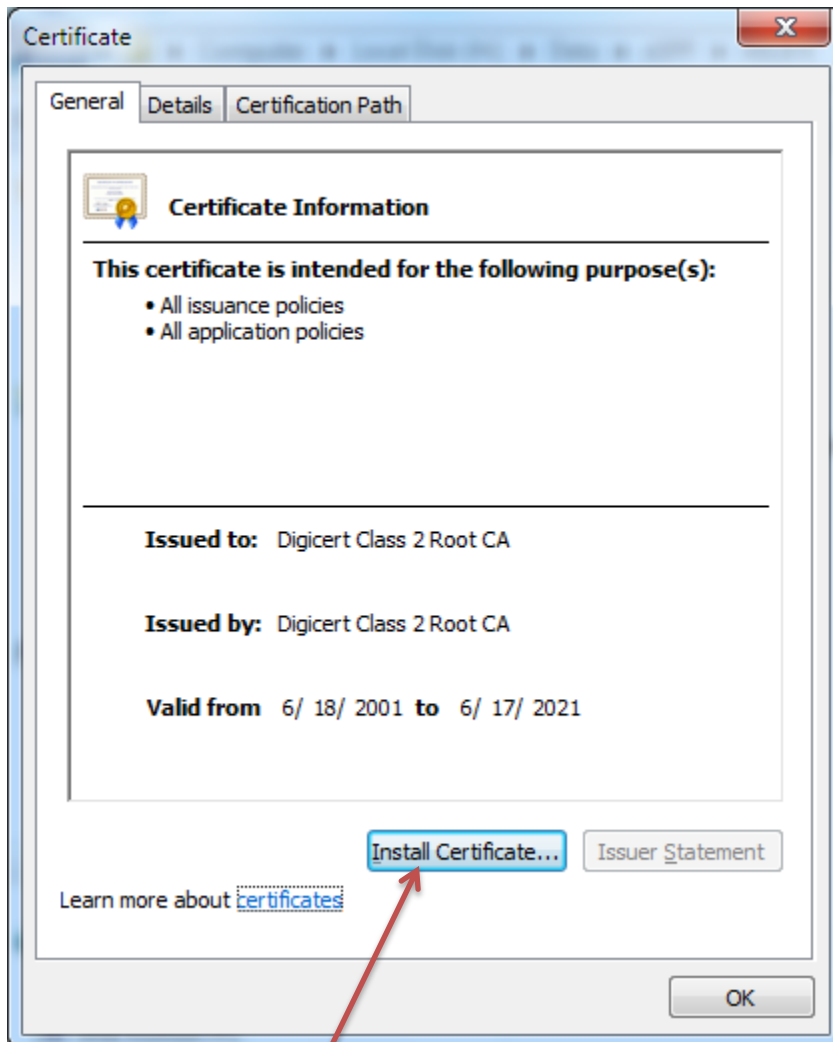 Certificate
General Details Certification Path
Certificate Information
This certificate is intended for the following purpose(s):
• All issuance policies
• All application policies
Issued to: Digicert Class 2 Root CA
Issued by: Digicert Class 2 Root CA
Valid from 6/ 18/ 2001 to 6/ 17/ 2021
Install Certificate... Issuer Statement
Learn more about certificates
OK